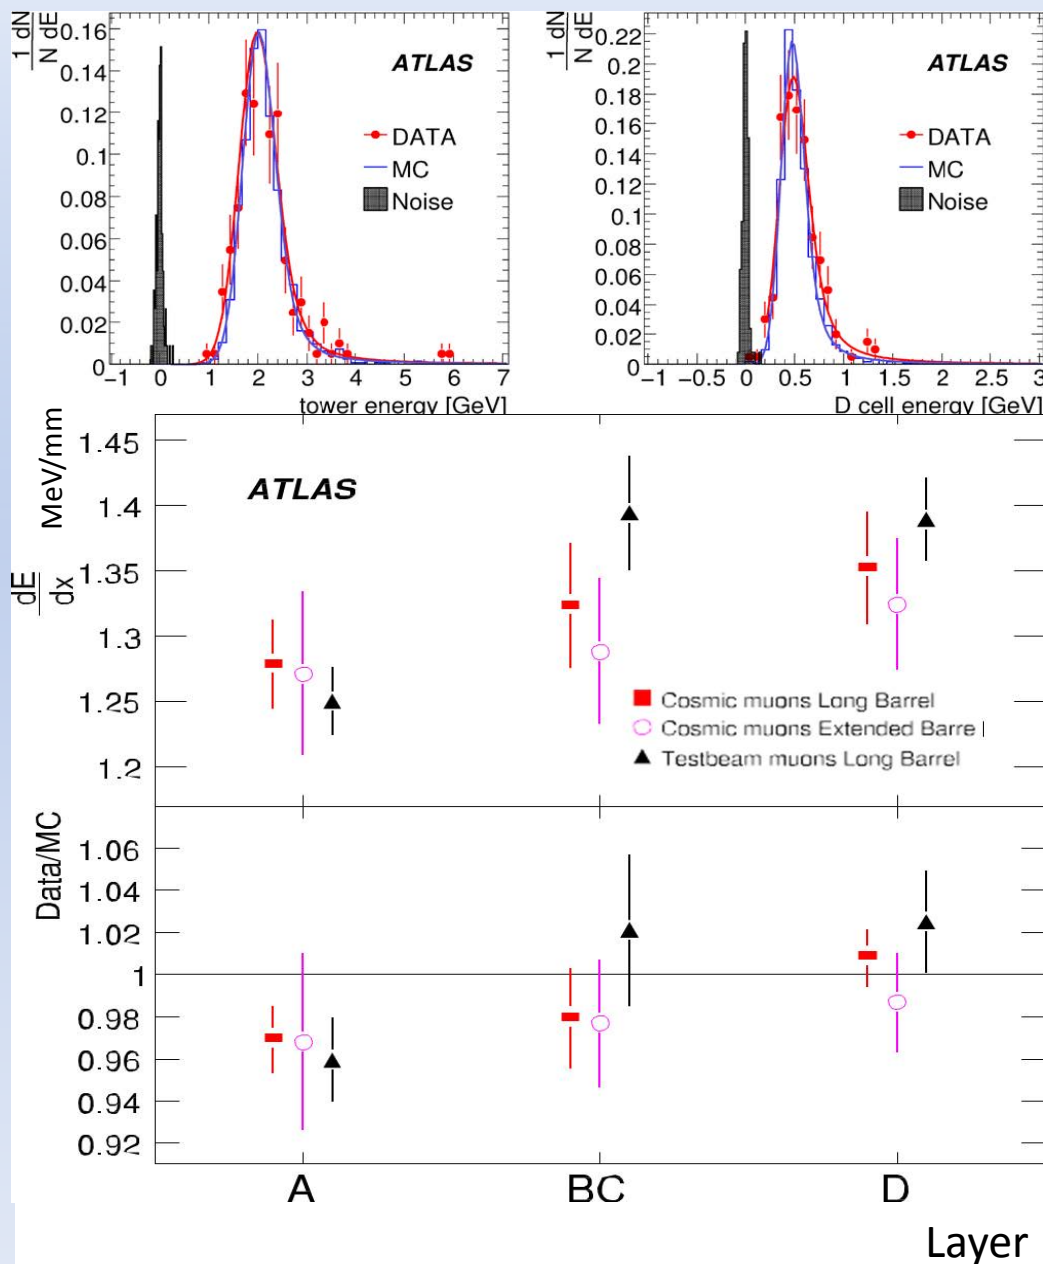 1 dN
N dE
0.16
0.14
0.12
0.1
0.08
0.06
0.04
0.02
0
ATLAS
DATA
MC
Noise
−1 0 1 2 3 4 5 6 7
tower energy [GeV]
1 dN
N dE
0.22
0.2
0.18
0.16
0.14
0.12
0.1
0.08
0.06
0.04
0.02
0
ATLAS
DATA
MC
Noise
−1 −0.5 0 0.5 1 1.5 2 2.5 3
D cell energy [GeV]
MeV/mm
dE
dx
1.45
1.4
1.35
1.3
1.25
1.2
ATLAS
Cosmic muons Long Barrel
Cosmic muons Extended Barrel
Testbeam muons Long Barrel
Data/MC
1.06
1.04
1.02
1
0.98
0.96
0.94
0.92
A BC D
Layer